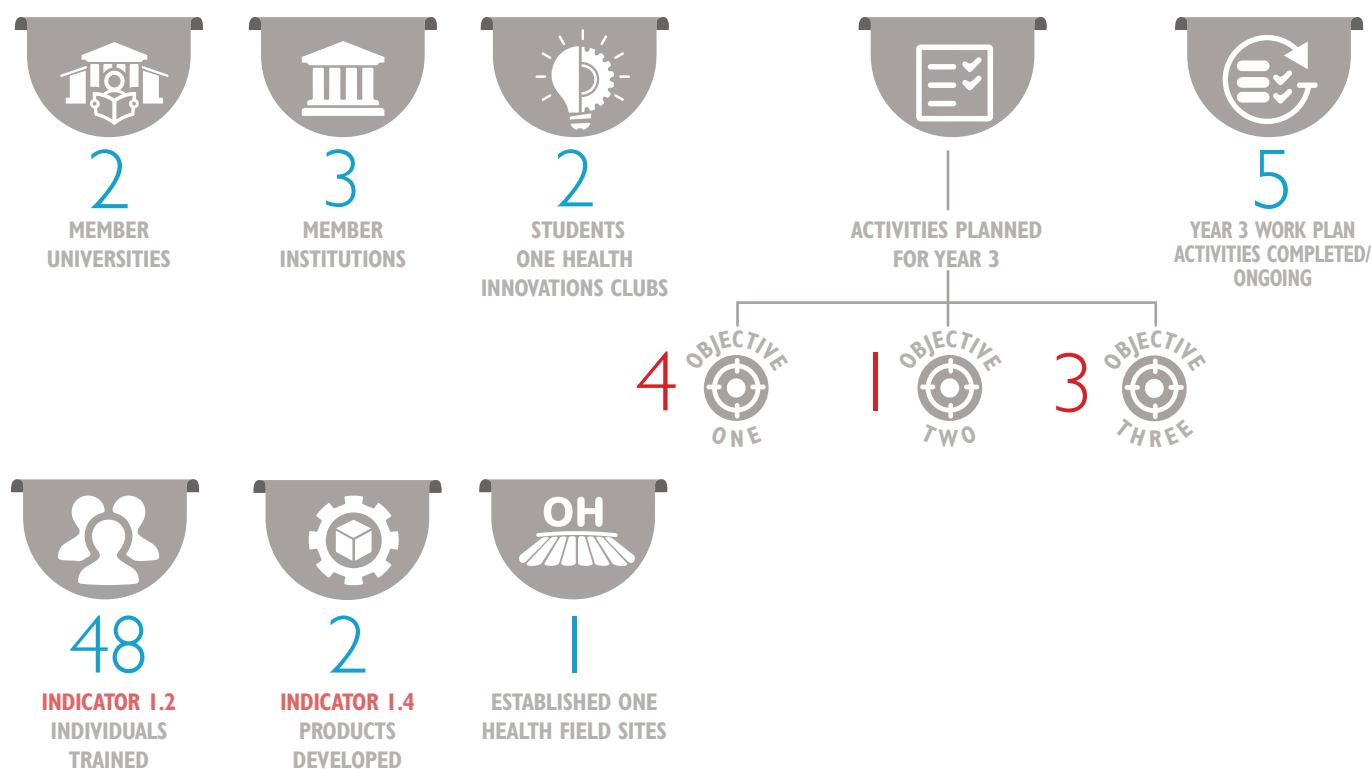 2
MEMBER
UNIVERSITIES
3
MEMBER
INSTITUTIONS
2
STUDENTS
ONE HEALTH
INNOVATIONS CLUBS
ACTIVITIES PLANNED
FOR YEAR 3
4
OBJECTIVE
ONE
1
OBJECTIVE
TWO
3
OBJECTIVE
THREE
5
YEAR 3 WORK PLAN
ACTIVITIES COMPLETED/
ONGOING
48
INDICATOR 1.2
INDIVIDUALS
TRAINED
2
INDICATOR 1.4
PRODUCTS
DEVELOPED
OH
1
ESTABLISHED ONE
HEALTH FIELD SITES